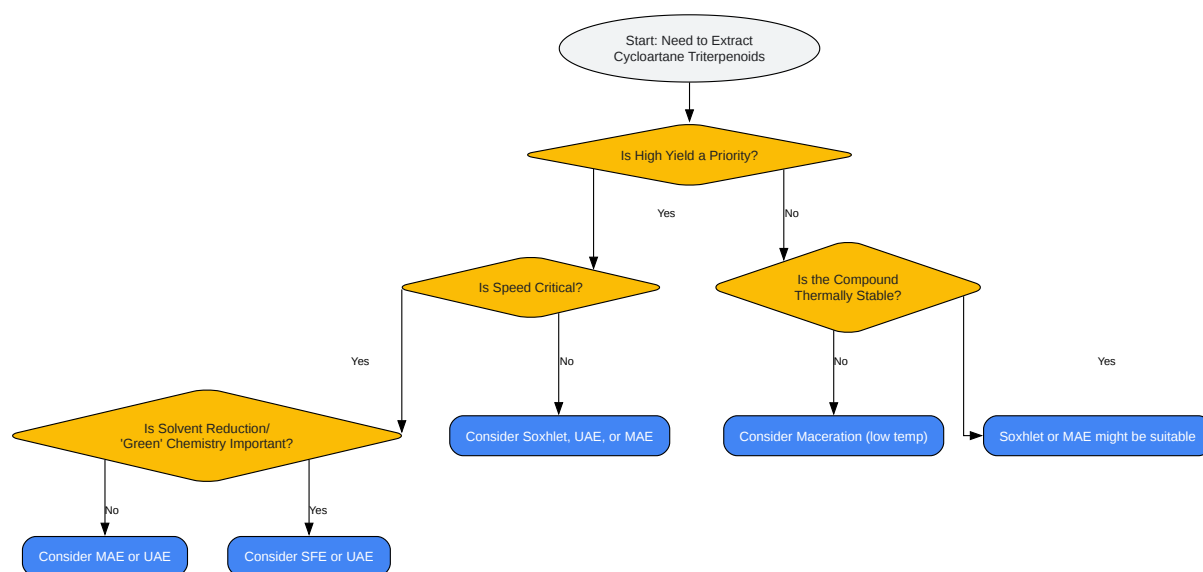 Start: Need to Extract
Cycloartane Triterpenoids
Is High Yield a Priority?
Yes
No
Is Speed Critical?
Is the Compound
Thermally Stable?
Yes
No
No
Yes
Is Solvent Reduction/
'Green' Chemistry Important?
Consider Soxhlet, UAE, or MAE
Consider Maceration (low temp)
Soxhlet or MAE might be suitable
No
Yes
Consider MAE or UAE
Consider SFE or UAE